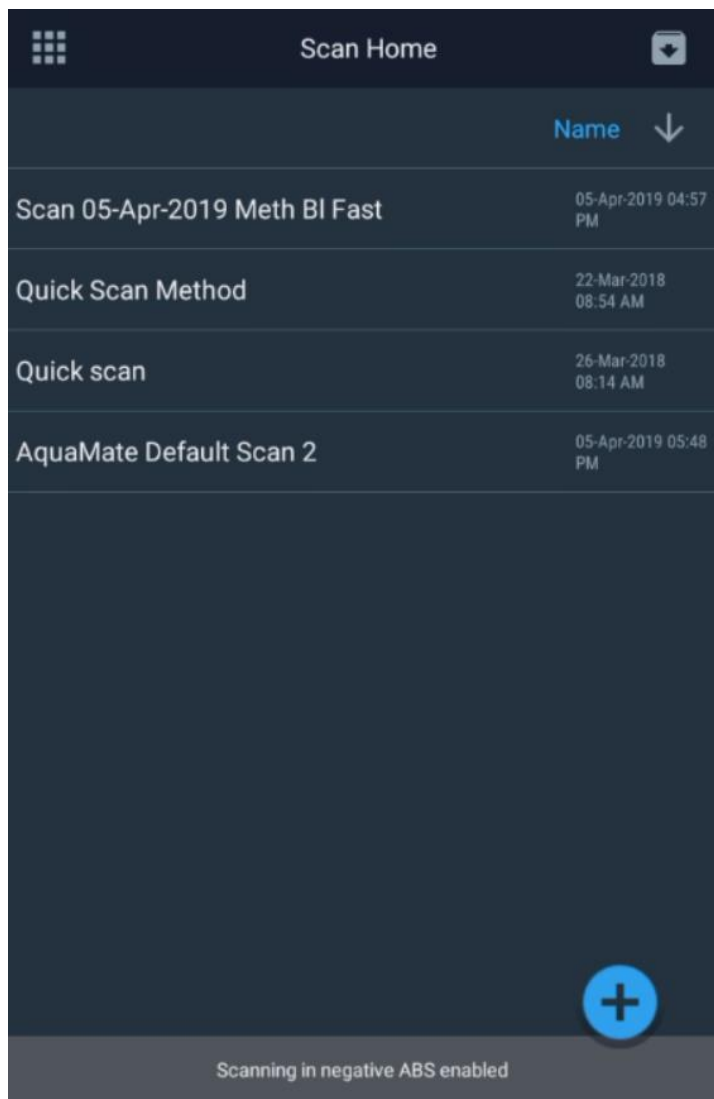 Scan Home
Name
Scan 05-Apr-2019 Meth Bl Fast
05-Apr-2019 04:57
PM
Quick Scan Method
22-Mar-2018
08:54 AM
Quick scan
26-Mar-2018
08:14 AM
AquaMate Default Scan 2
05-Apr-2019 05:48
PM
Scanning in negative ABS enabled